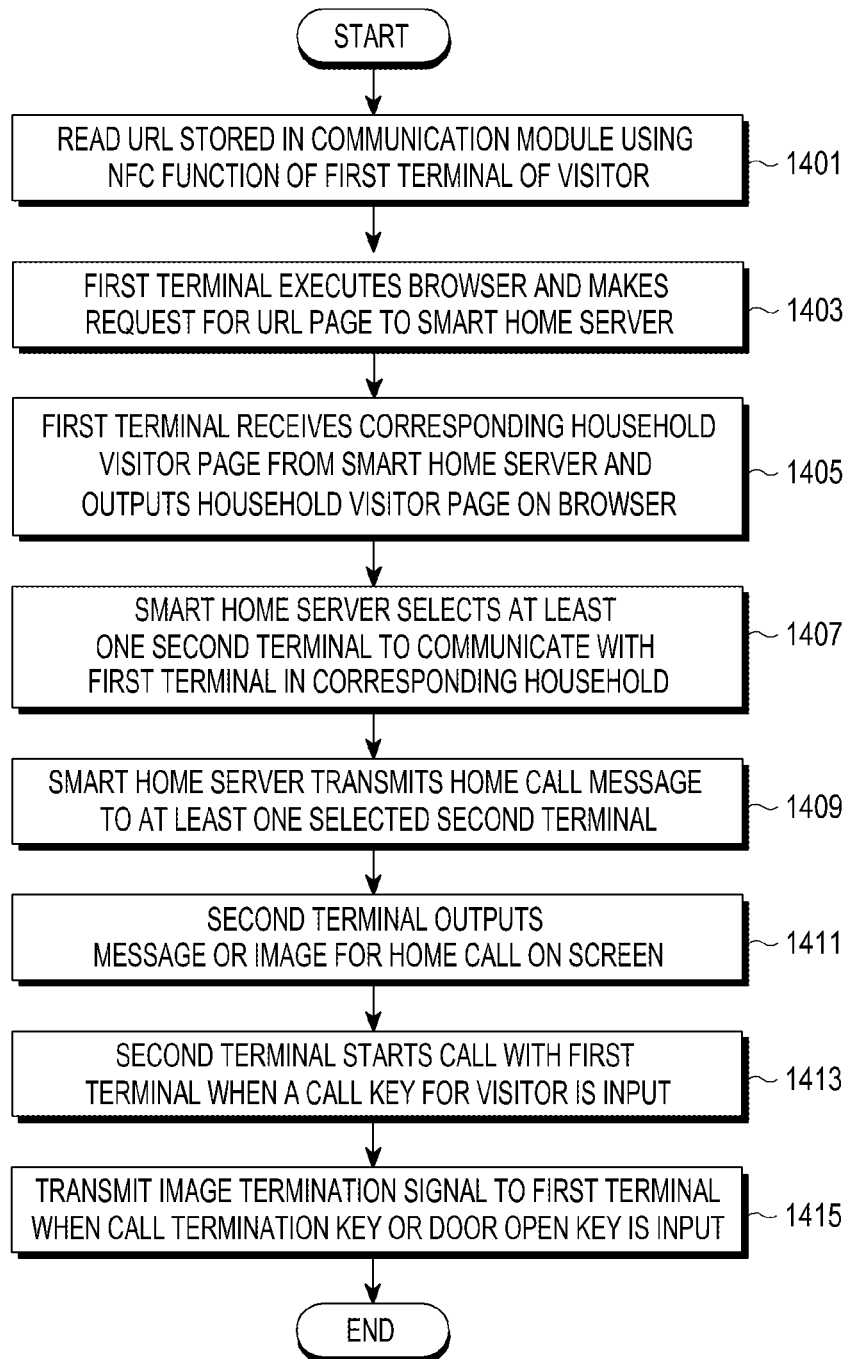 START
READ URL STORED IN COMMUNICATION MODULE USING
NFC FUNCTION OF FIRST TERMINAL OF VISITOR
1401
FIRST TERMINAL EXECUTES BROWSER AND MAKES
REQUEST FOR URL PAGE TO SMART HOME SERVER
1403
FIRST TERMINAL RECEIVES CORRESPONDING HOUSEHOLD
VISITOR PAGE FROM SMART HOME SERVER AND
OUTPUTS HOUSEHOLD VISITOR PAGE ON BROWSER
1405
SMART HOME SERVER SELECTS AT LEAST
ONE SECOND TERMINAL TO COMMUNICATE WITH
FIRST TERMINAL IN CORRESPONDING HOUSEHOLD
1407
SMART HOME SERVER TRANSMITS HOME CALL MESSAGE
TO AT LEAST ONE SELECTED SECOND TERMINAL
1409
SECOND TERMINAL OUTPUTS
MESSAGE OR IMAGE FOR HOME CALL ON SCREEN
1411
SECOND TERMINAL STARTS CALL WITH FIRST
TERMINAL WHEN A CALL KEY FOR VISITOR IS INPUT
1413
TRANSMIT IMAGE TERMINATION SIGNAL TO FIRST TERMINAL
WHEN CALL TERMINATION KEY OR DOOR OPEN KEY IS INPUT
1415
END